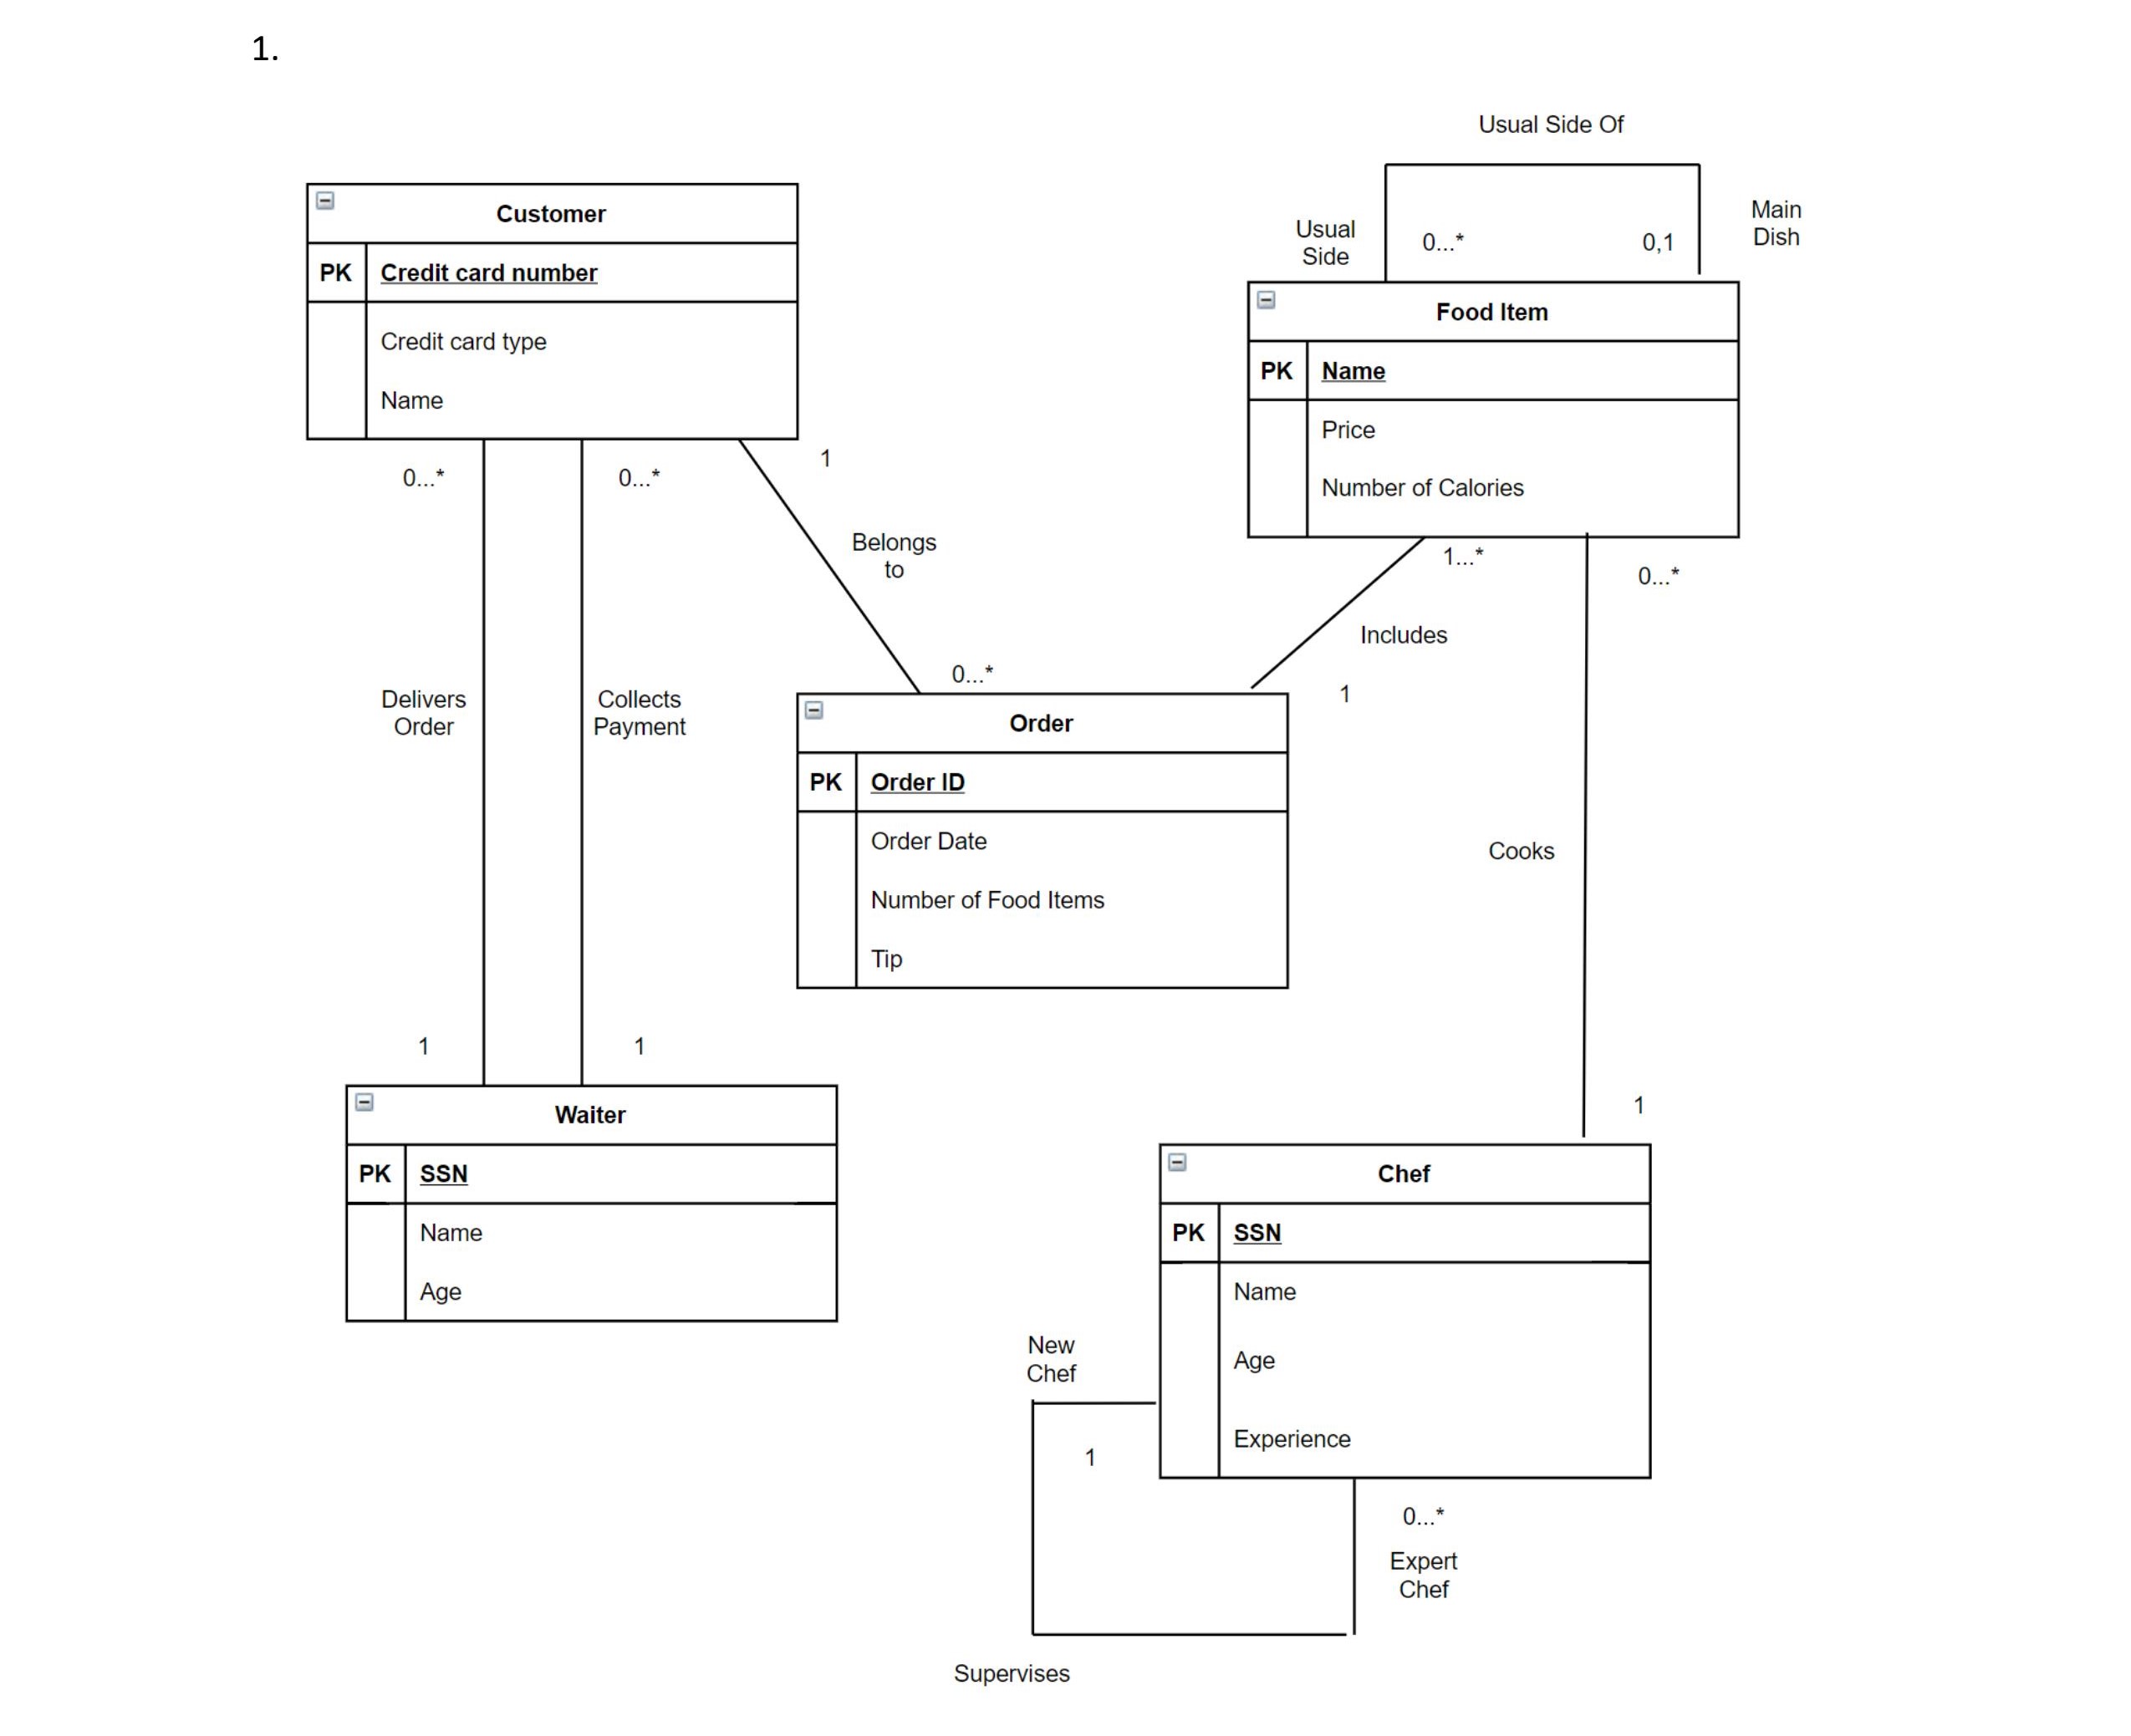 1.
Usual Side Of
Customer
PK Credit card number
Credit card type
Name
Usual
Side
0...*
0,1
Main
Dish
Food Item
PK Name
Price
Number of Calories
0...*
0...*
1
Belongs
to
0...*
1...*
0...*
Includes
1
Delivers
Order
Collects
Payment
Order
PK Order ID
Order Date
Number of Food Items
Tip
Cooks
1
1
1
Waiter
PK SSN
Name
Age
Chef
PK SSN
Name
Age
Experience
New
Chef
1
0...*
Expert
Chef
Supervises